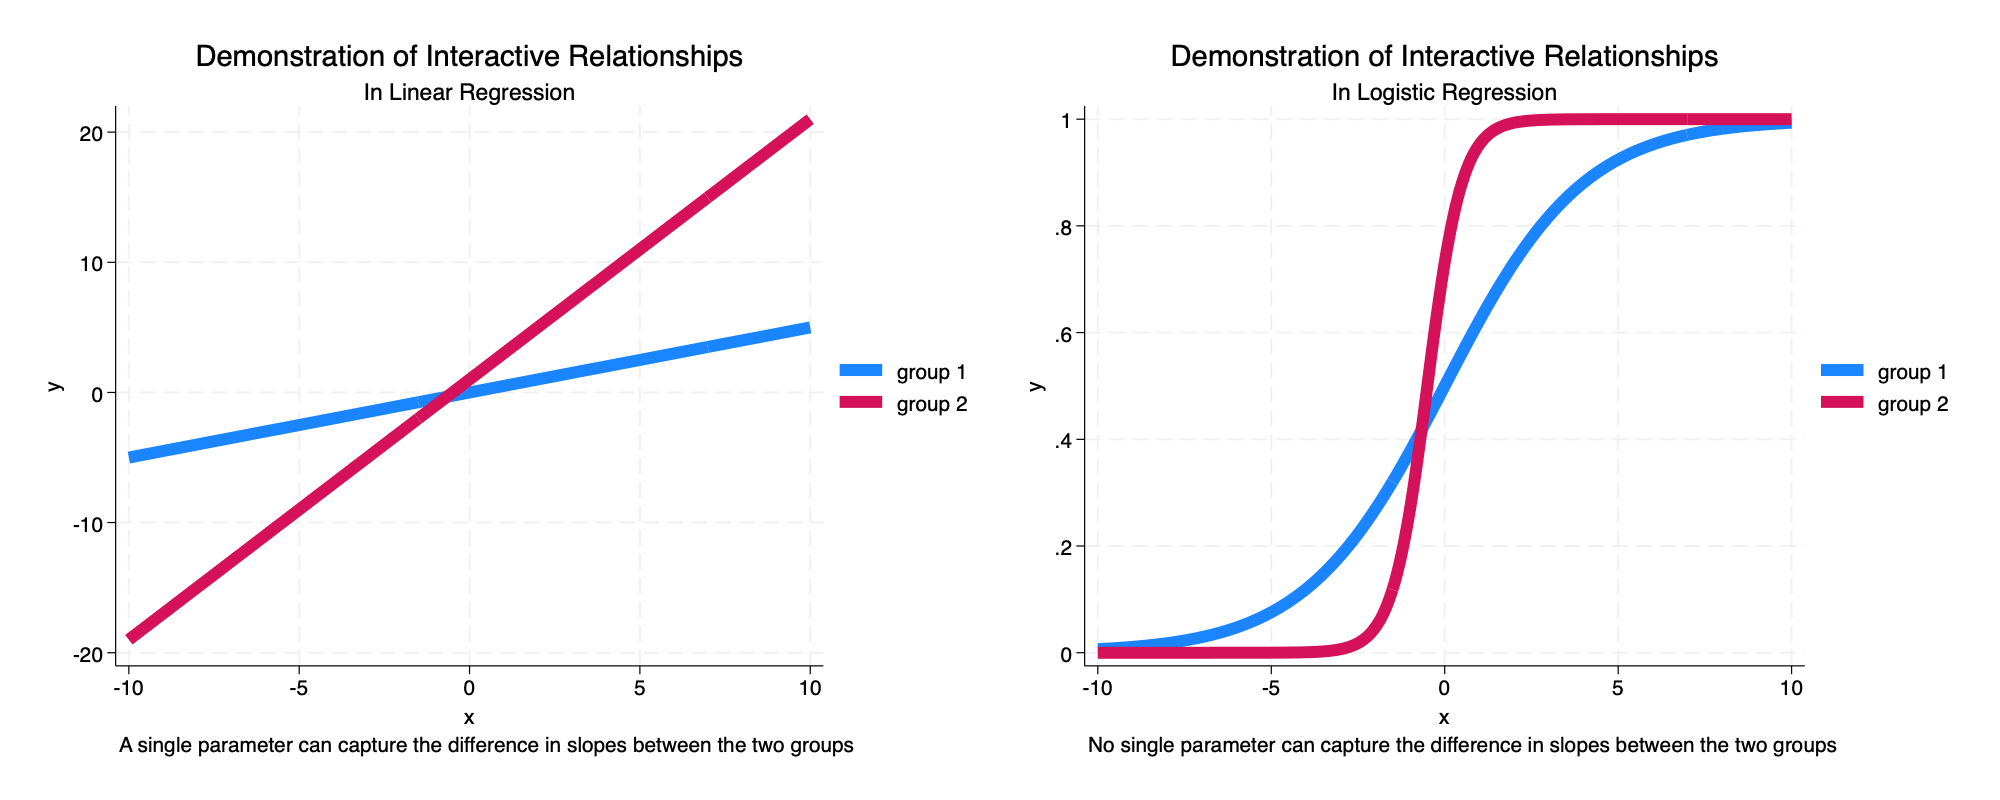 Demonstration of Interactive Relationships
In Linear Regression
20
10
0
-10
-20
y
-10 -5 0 5 10
x
group 1
group 2
A single parameter can capture the difference in slopes between the two groups
Demonstration of Interactive Relationships
In Logistic Regression
1
.8
.6
.4
.2
0
y
-10 -5 0 5 10
x
group 1
group 2
No single parameter can capture the difference in slopes between the two groups